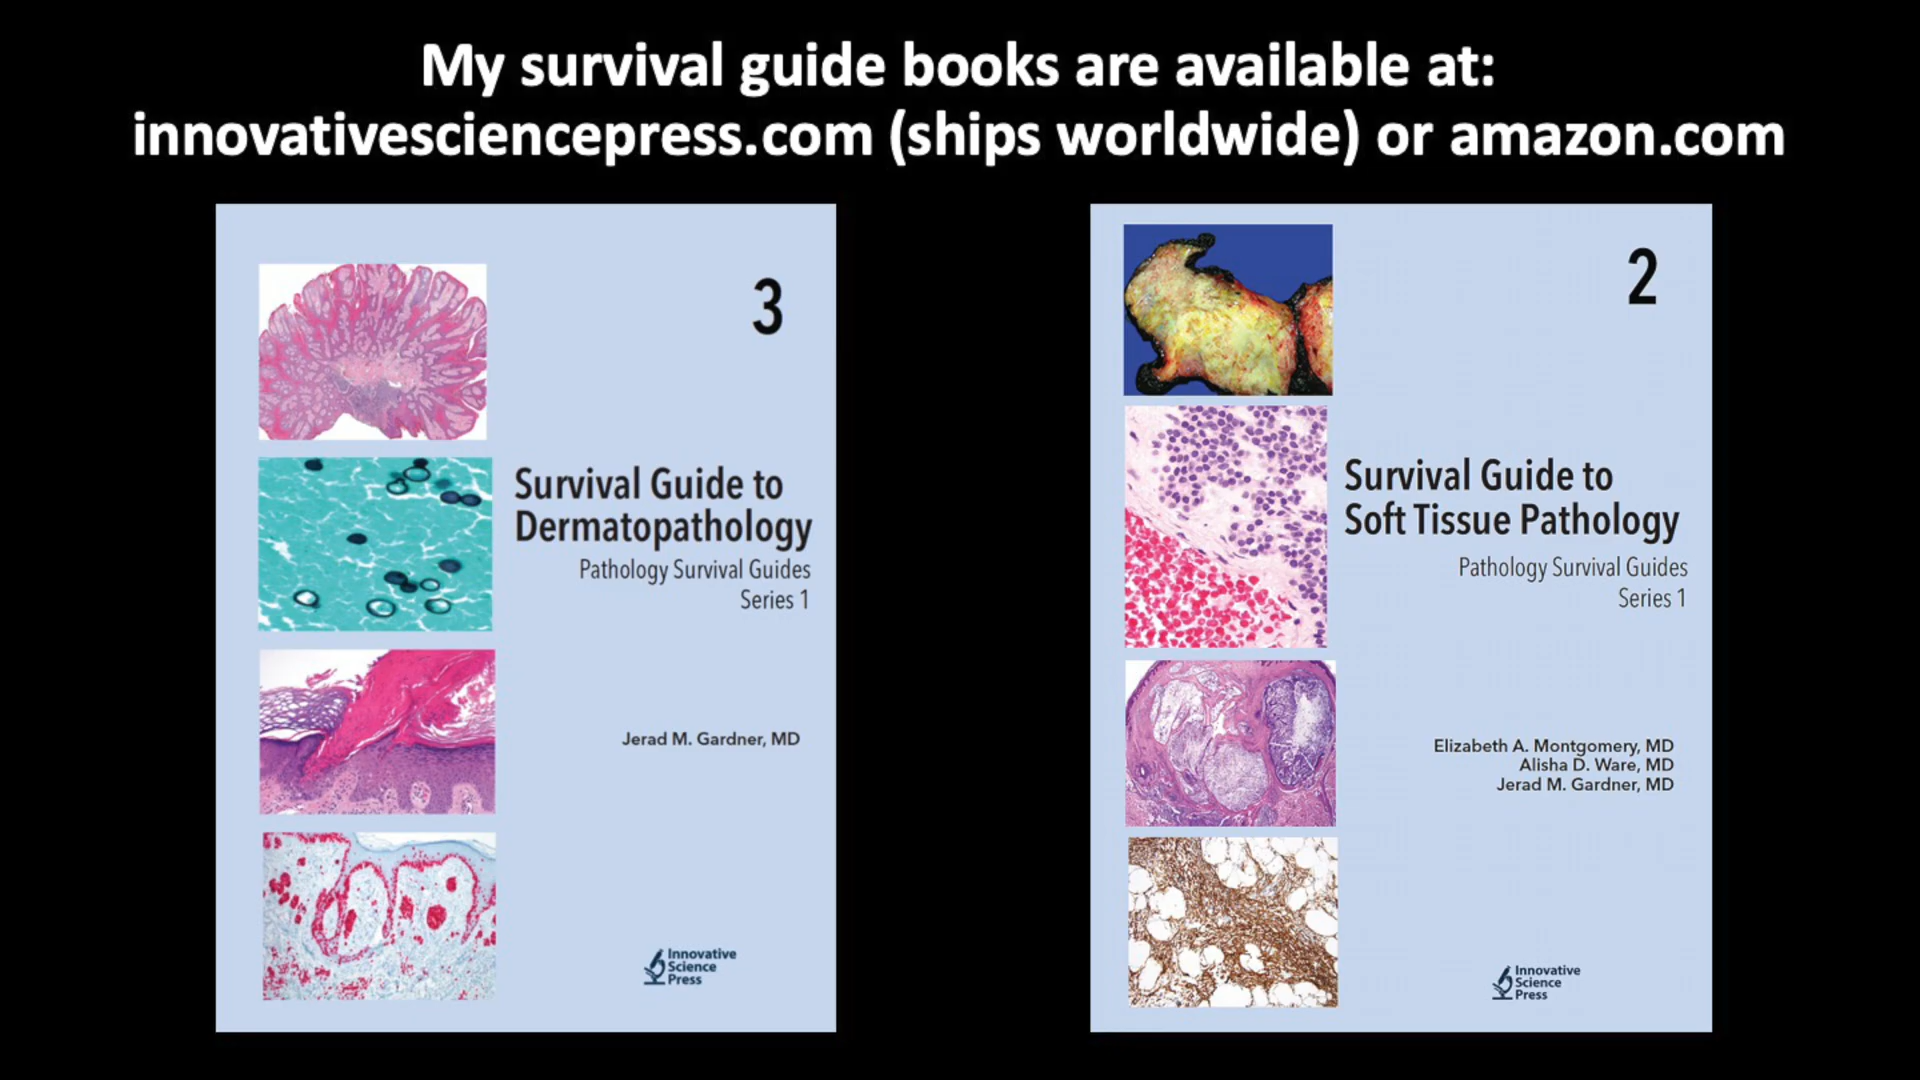 My survival guide books are available at:
innovativesciencepress.com (ships worldwide) or amazon.com
3
Survival Guide to
Dermatopathology
Pathology Survival Guides
Series 1
Jerad M. Gardner, MD
Innovative
Science
Press
2
Survival Guide to
Soft Tissue Pathology
Pathology Survival Guides
Series 1
Elizabeth A. Montgomery, MD
Alisha D. Ware, MD
Jerad M. Gardner, MD
Innovative
Science
Press